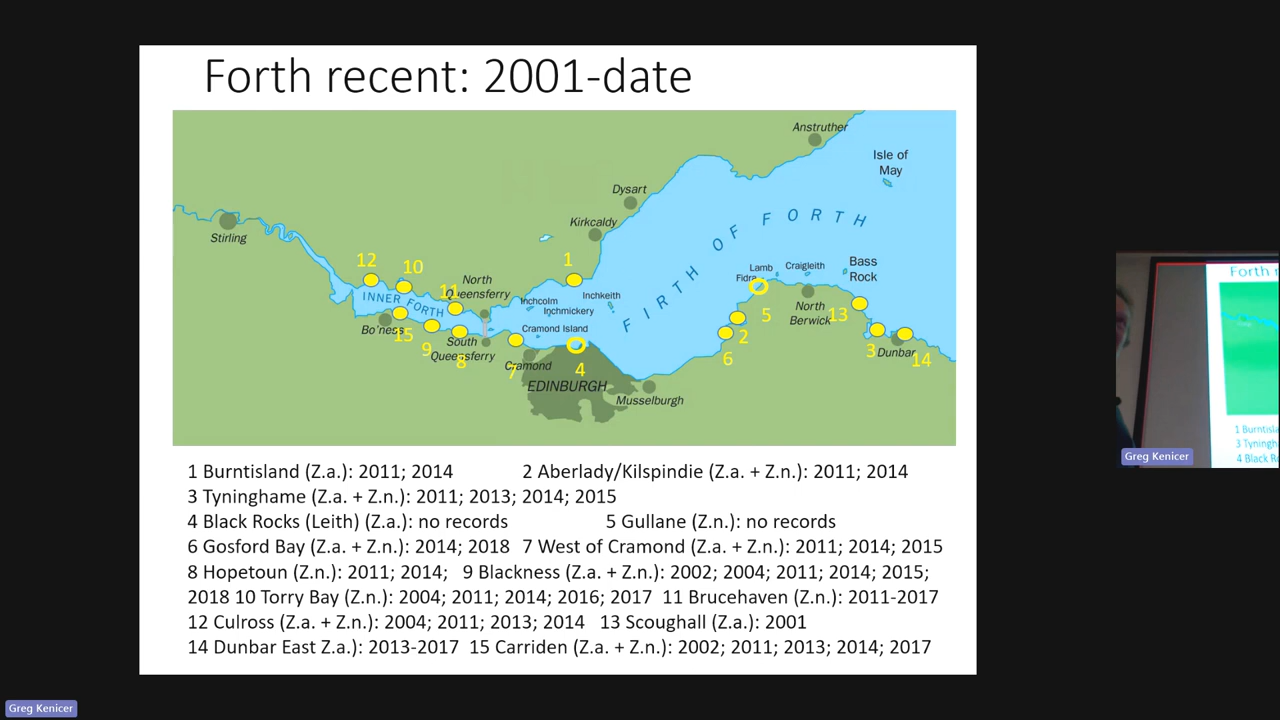 Forth recent: 2001-date
Anstruther
Isle of
May
Dysart
Kirkcaldy
Stirling
FIRTH OF FORTH
12
10
1
11
North
Queensferry
INNER FORTH
Inchcolm
Inchmickery
Inchkeith
Lamb
Fidra
Craigleith
Bass
Rock
Bo'ness
15
9
8
South
Queensferry
Cramond Island
7
Cramond
4
EDINBURGH
Musselburgh
5
2
6
North
Berwick
13
3
Dunbar
14
1 Burntisland (Z.a.): 2011; 2014 2 Aberlady/Kilspindie (Z.a. + Z.n.): 2011; 2014
3 Tyninghame (Z.a. + Z.n.): 2011; 2013; 2014; 2015
4 Black Rocks (Leith) (Z.a.): no records 5 Gullane (Z.n.): no records
6 Gosford Bay (Z.a. + Z.n.): 2014; 2018 7 West of Cramond (Z.a. + Z.n.): 2011; 2014; 2015
8 Hopetoun (Z.n.): 2011; 2014; 9 Blackness (Z.a. + Z.n.): 2002; 2004; 2011; 2014; 2015;
2018 10 Torry Bay (Z.n.): 2004; 2011; 2014; 2016; 2017 11 Brucehaven (Z.n.): 2011-2017
12 Culross (Z.a. + Z.n.): 2004; 2011; 2013; 2014 13 Scoughall (Z.a.): 2001
14 Dunbar East Z.a.): 2013-2017 15 Carriden (Z.a. + Z.n.): 2002; 2011; 2013; 2014; 2017
Forth r
1 Burntisla
3 Tyningh
4 Black R
Greg Kenicer
Greg Kenicer